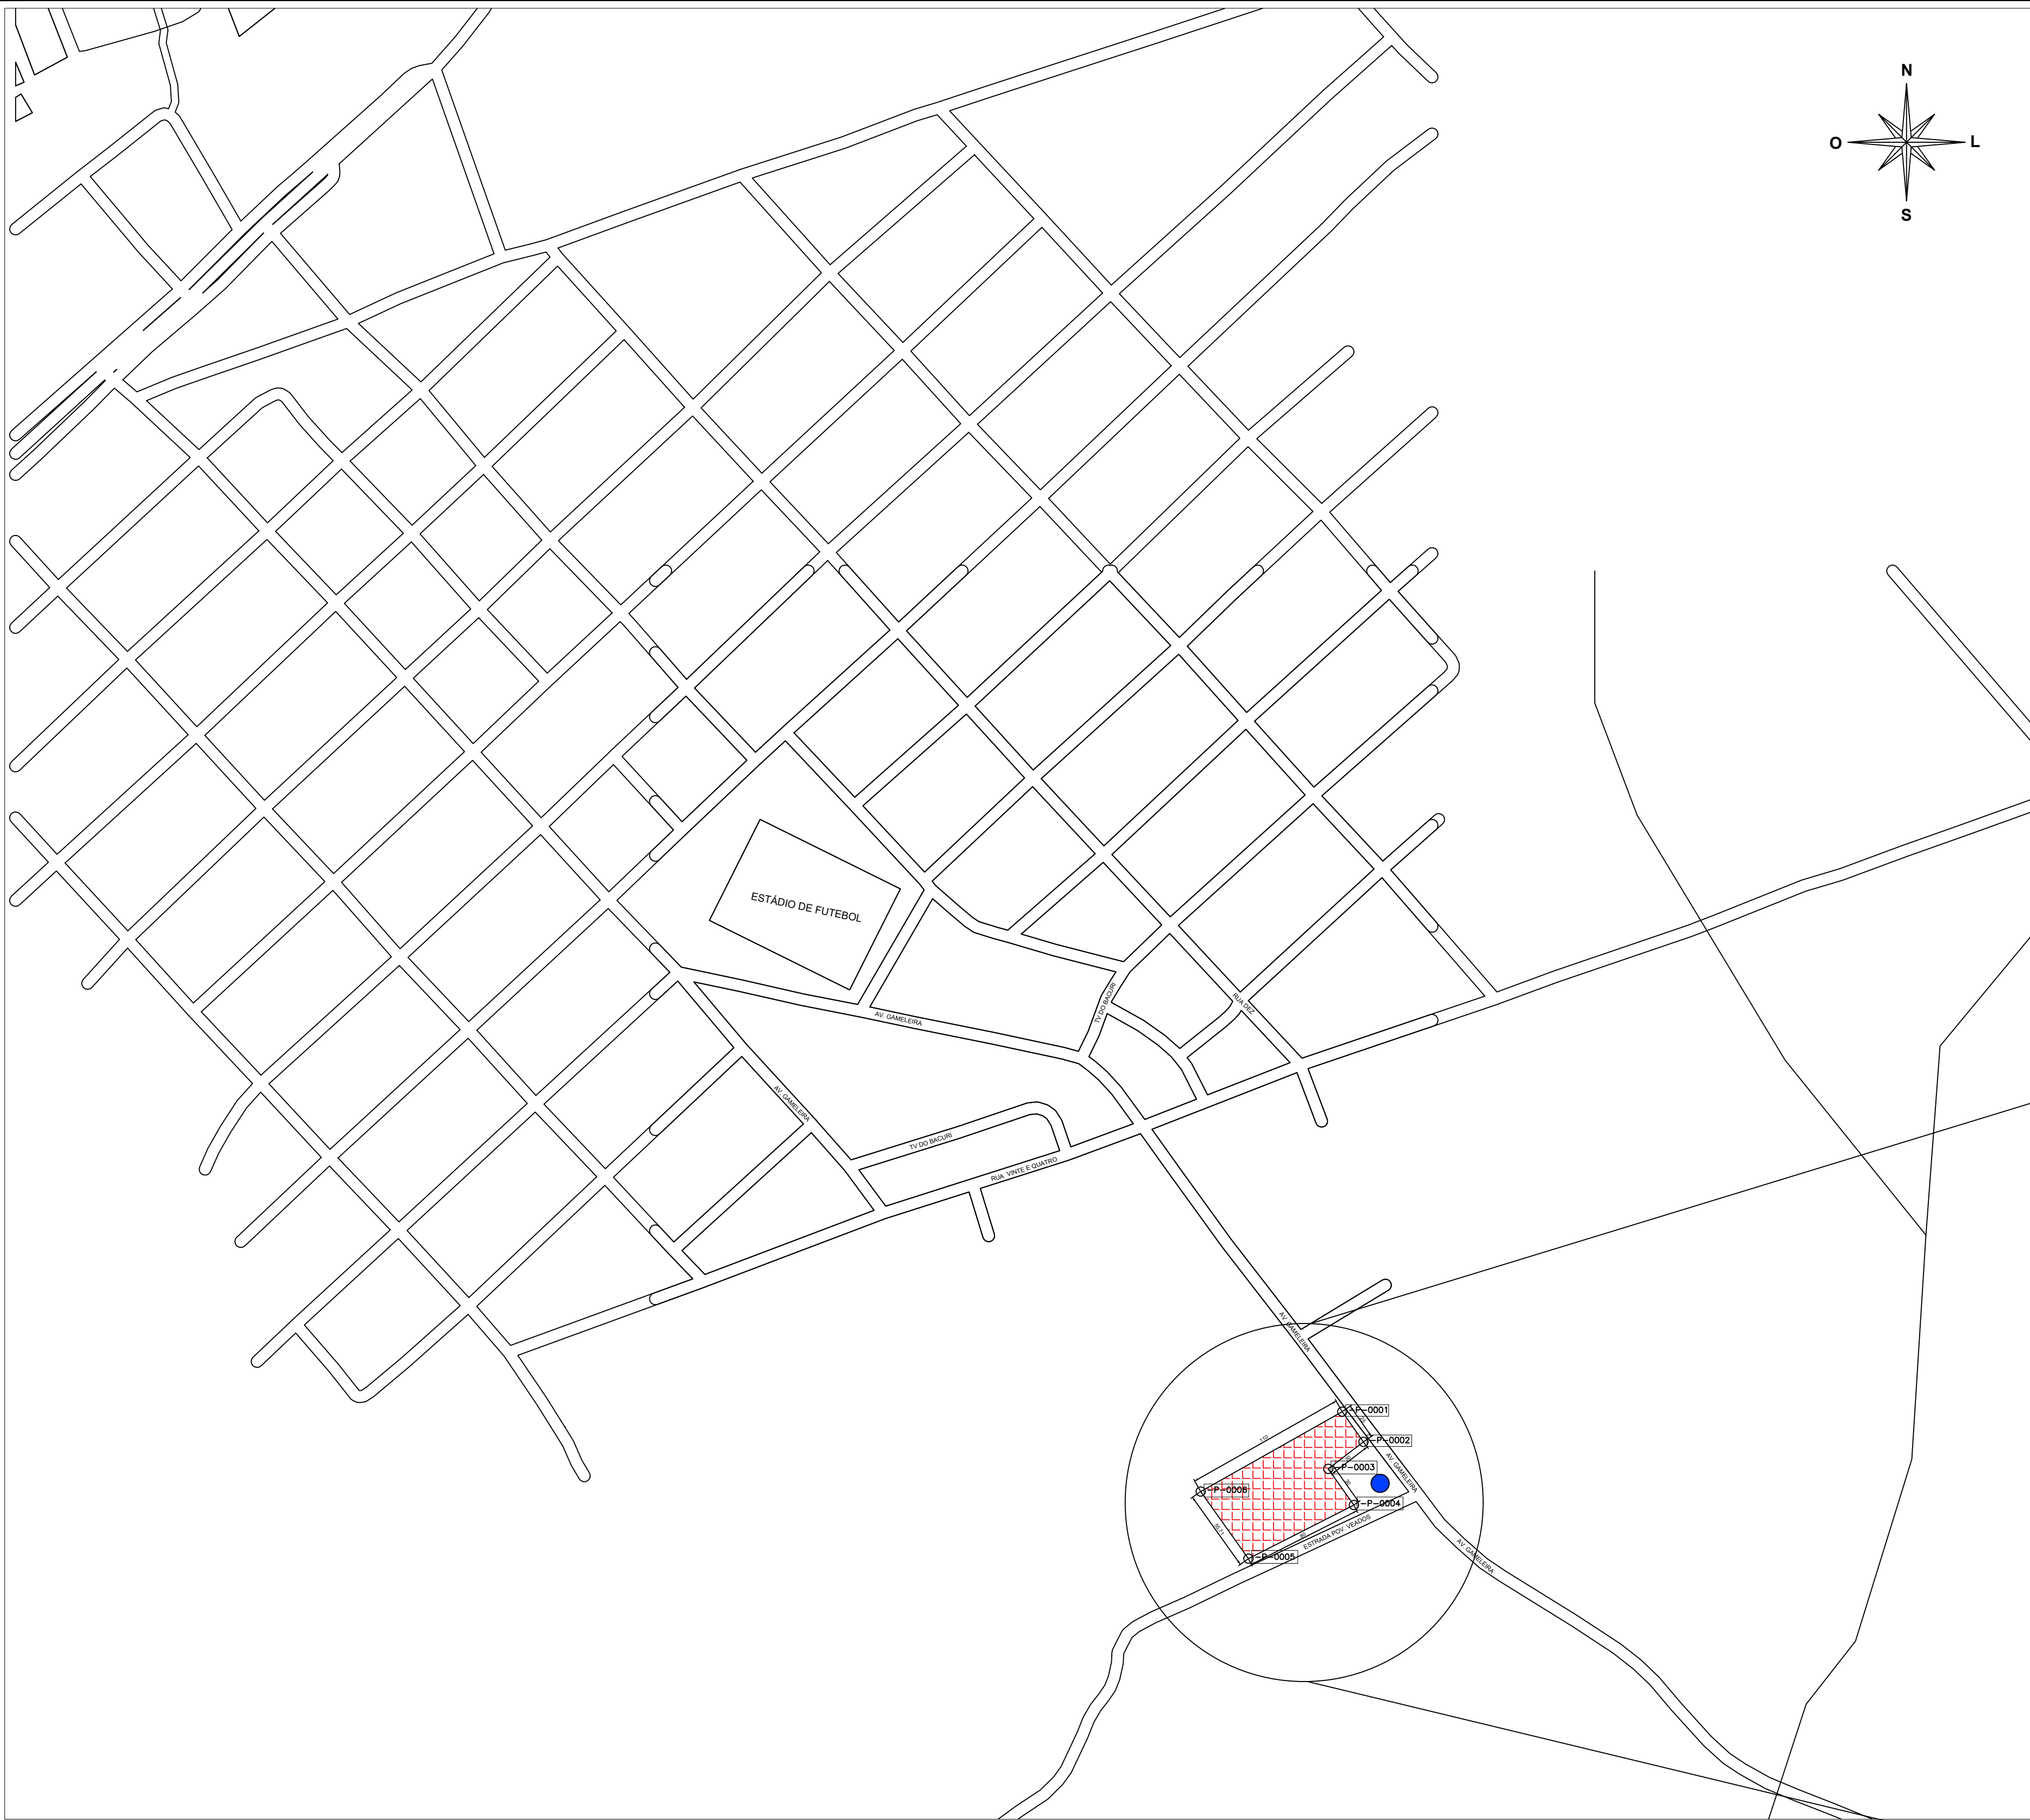 N
O
L
S
ESTÁDIO DE FUTEBOL
AV. GAMELEIRA
TV DO BACURI
RUA DEZ
AV. GAMELEIRA
TV DO BACURI
RUA VINTE E QUATRO
AV. GAMELEIRA
P-0001
110
P-0002
AV. GAMELEIRA
P-0003
P-0006
P-0004
ESTRADA POV. VEADOS
P-0005
AV. GAMELEIRA